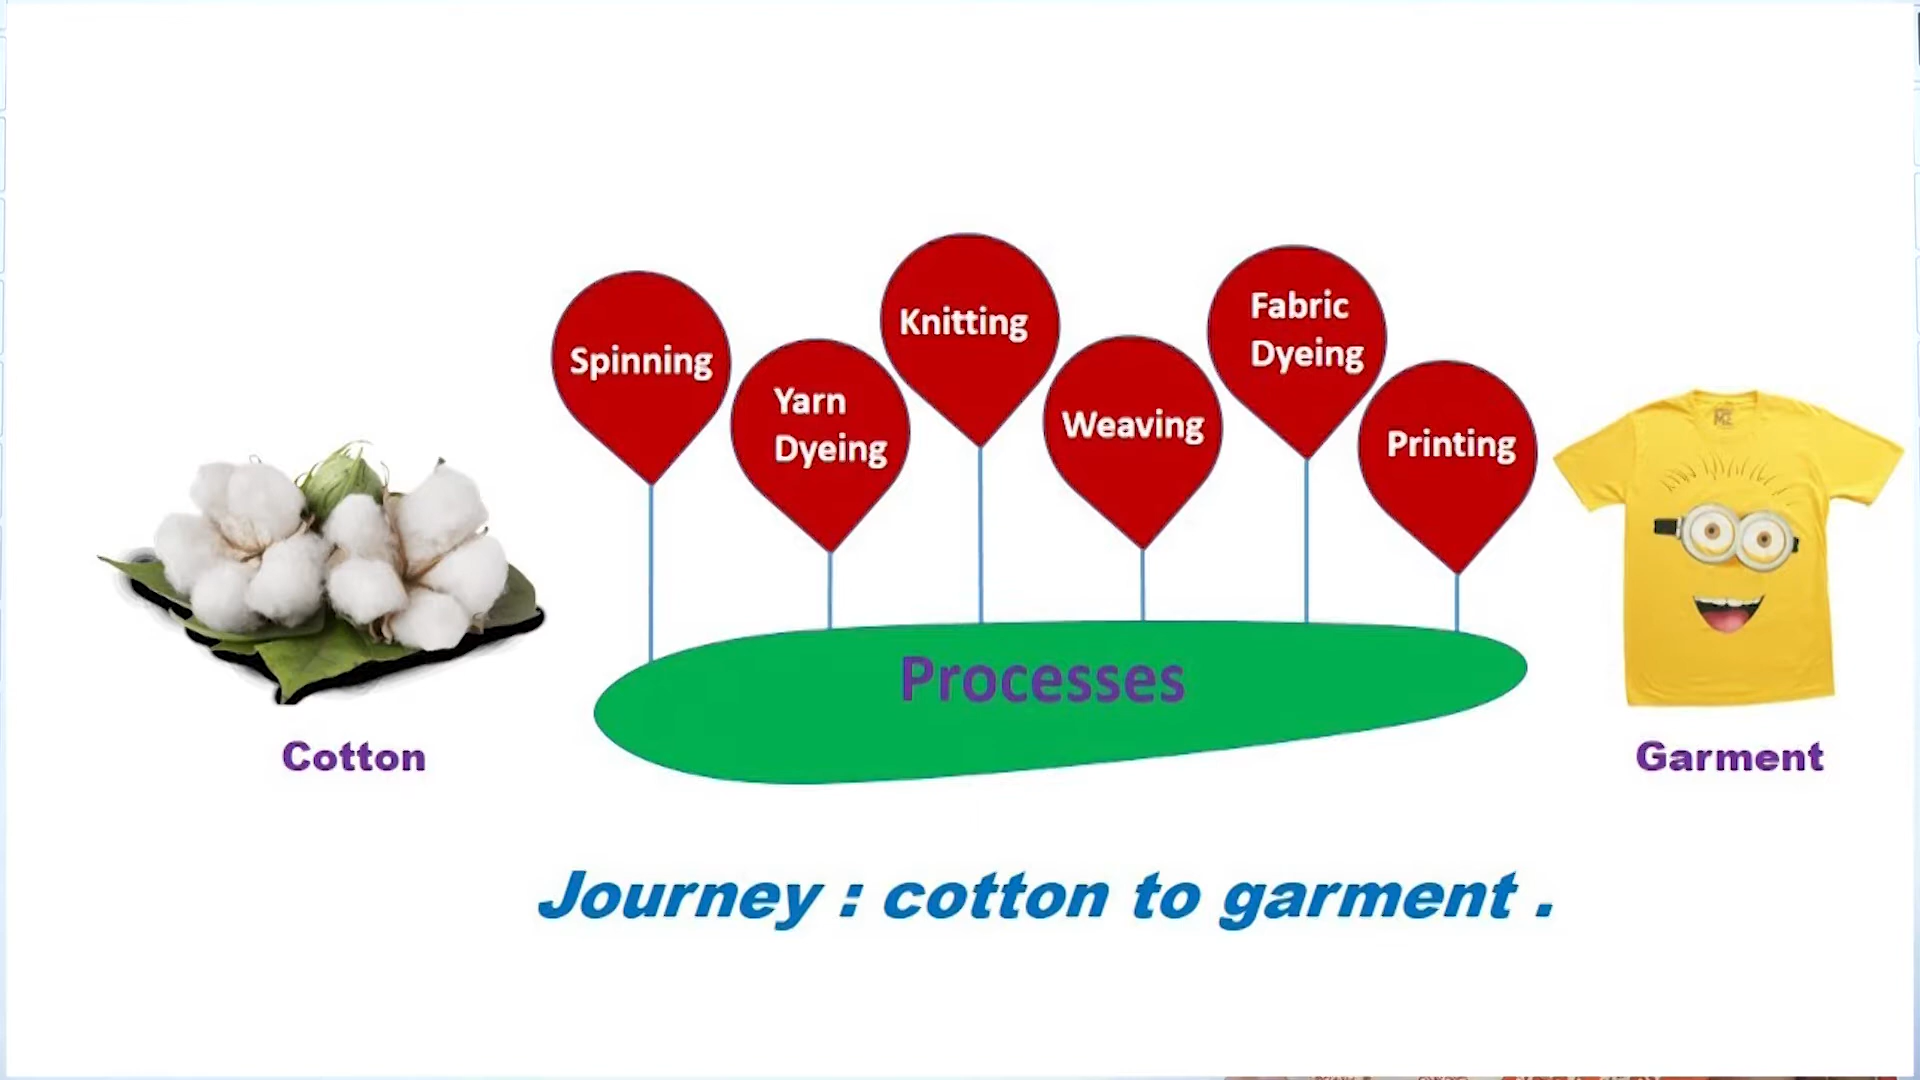 Spinning
Yarn
Dyeing
Knitting
Weaving
Fabric
Dyeing
Printing
Processes
Cotton
Garment
Journey : cotton to garment .